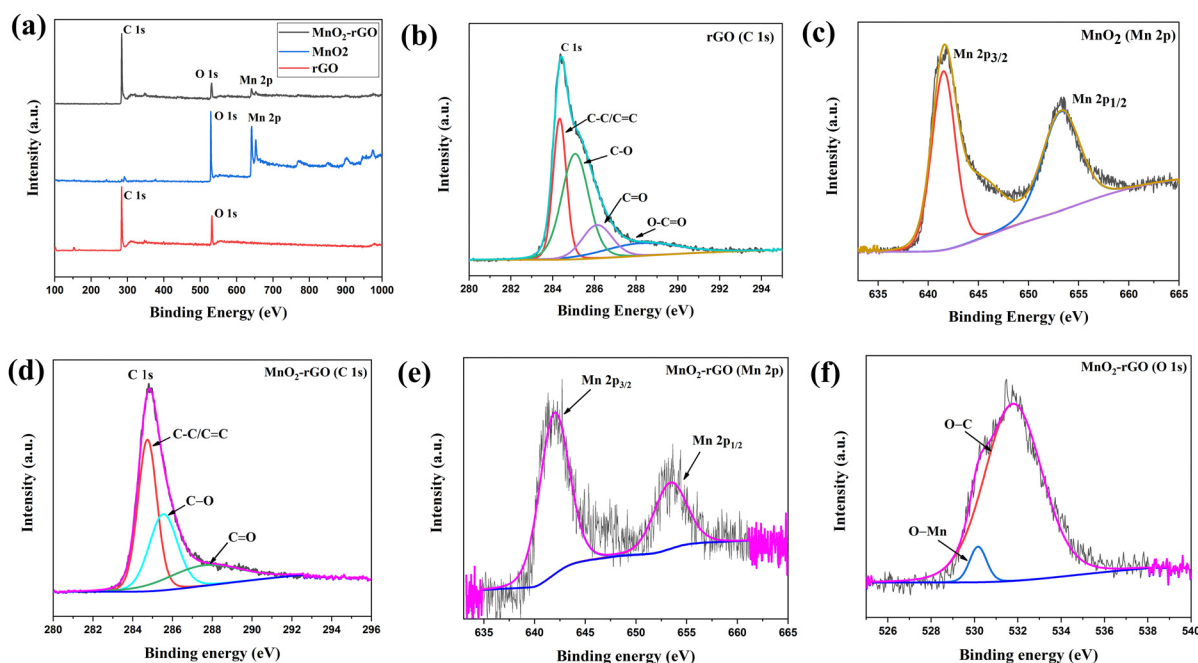 (a)
C 1s
O 1s
Mn 2p
MnO₂-rGO
MnO2
rGO
O 1s
Mn 2p
C 1s
O 1s
Intensity (a.u.)
100 200 300 400 500 600 700 800 900 1000
Binding Energy (eV)
(b)
rGO (C 1s)
C 1s
C-C/C=C
C-O
C=O
O-C=O
Intensity (a.u.)
280 282 284 286 288 290 292 294
Binding Energy (eV)
(c)
MnO₂ (Mn 2p)
Mn 2p3/2
Mn 2p1/2
Intensity (a.u.)
635 640 645 650 655 660 665
Binding Energy (eV)
(d)
C 1s
MnO₂-rGO (C 1s)
C-C/C=C
C–O
C=O
Intensity (a.u.)
280 282 284 286 288 290 292 294 296
Binding energy (eV)
(e)
MnO₂-rGO (Mn 2p)
Mn 2p₃/₂
Mn 2p₁/₂
Intensity (a.u.)
635 640 645 650 655 660 665
Binding energy (eV)
(f)
MnO₂-rGO (O 1s)
O–C
O–Mn
Intensity (a.u.)
526 528 530 532 534 536 538 540
Binding energy (eV)